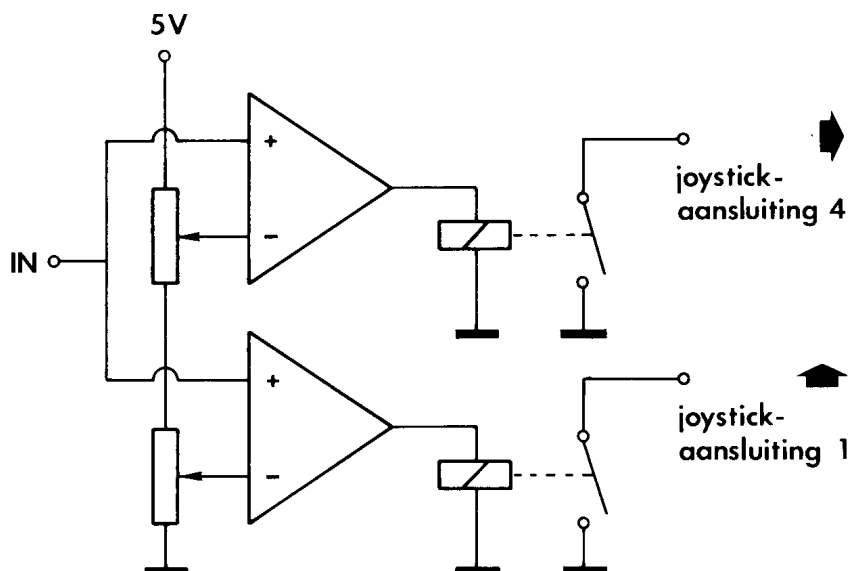 5V
+
joystick-
aansluiting 4
−
IN
+
joystick-
aansluiting 1
−